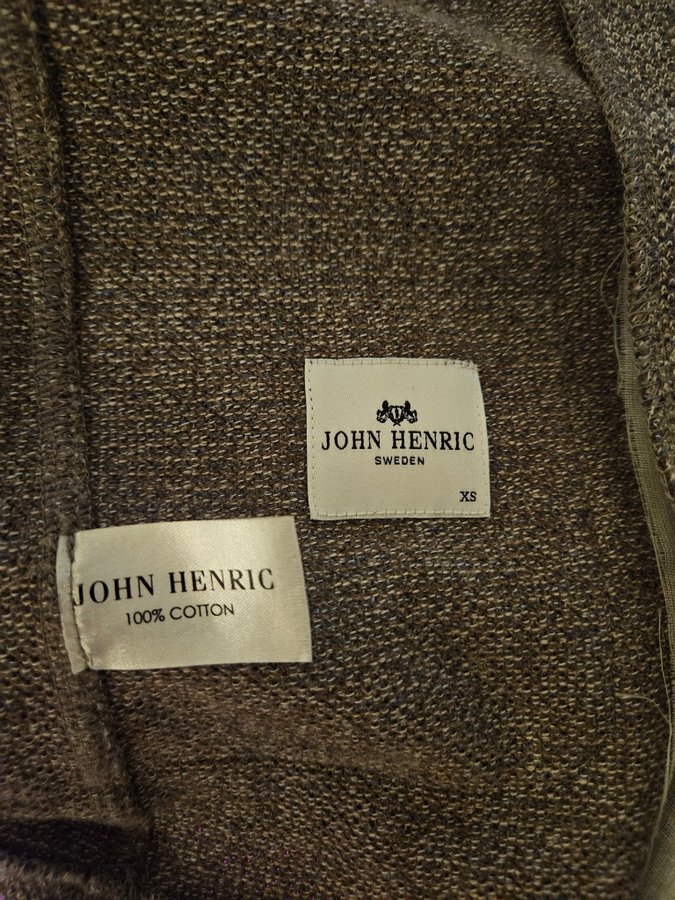 JOHN HENRIC
SWEDEN
XS
JOHN HENRIC
100% COTTON